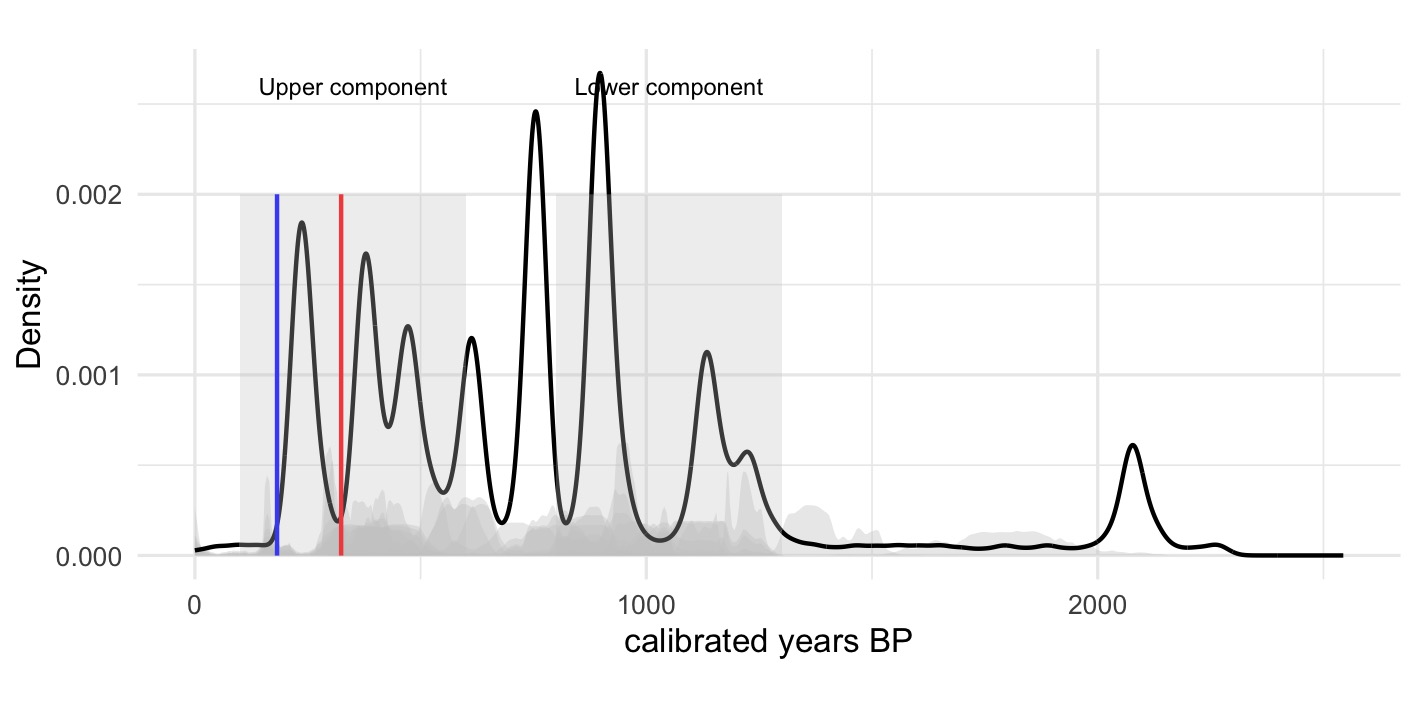 Upper component
Lower component
0.002
0.001
0.000
Density
0
1000
2000
calibrated years BP